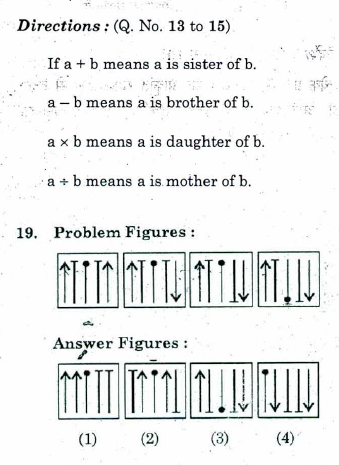 Directions : (Q. No. 13 to 15)
If a + b means a is sister of b.
a – b means a is brother of b.
a × b means a is daughter of b.
a ÷ b means a is mother of b.
19. Problem Figures :
Answer Figures :
(1) (2) (3) (4)